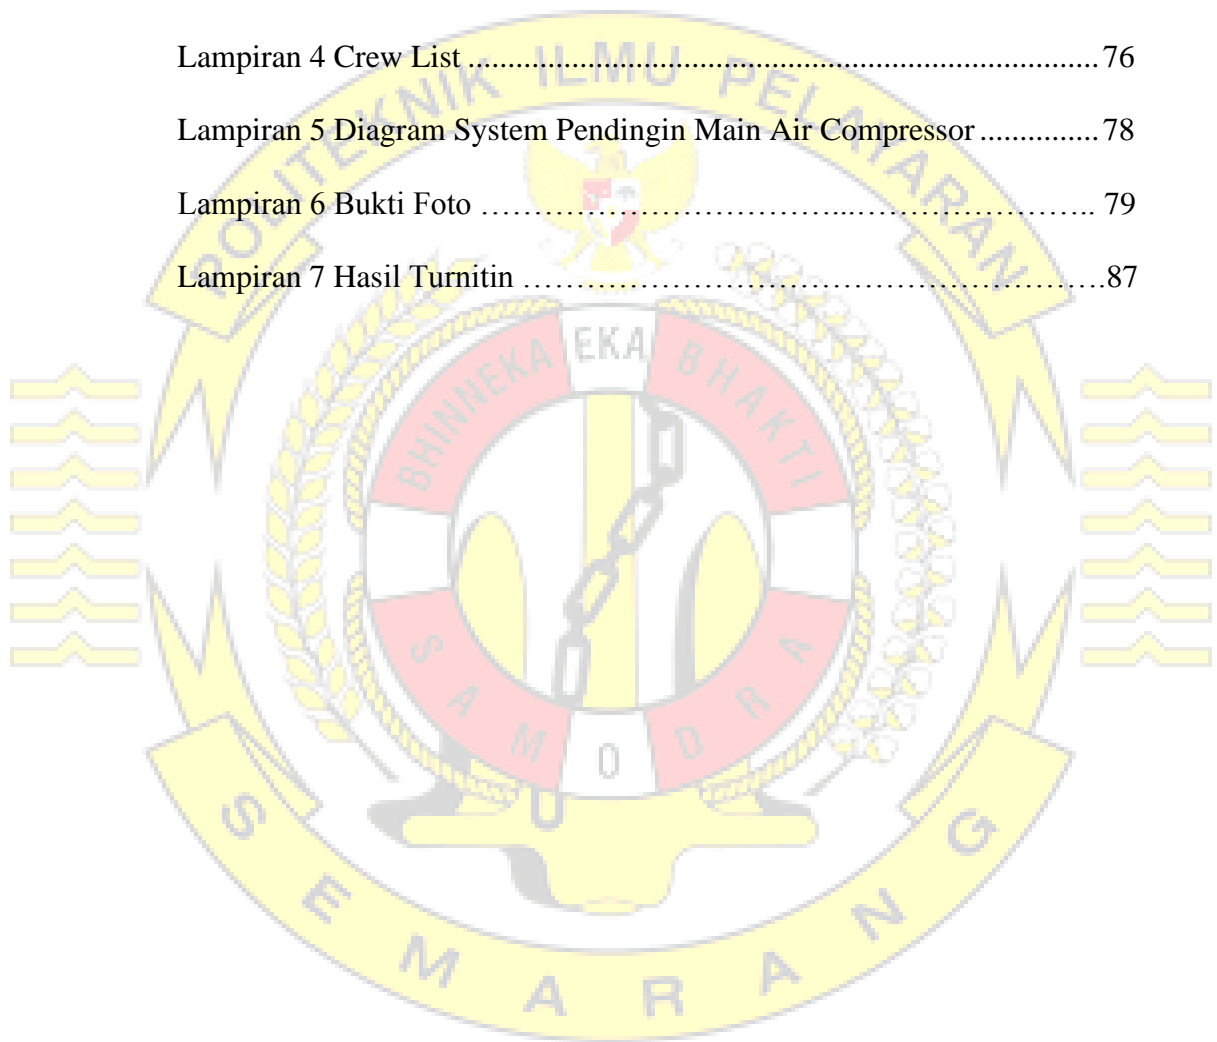 Lampiran 4 Crew List ............................................................................... 76
Lampiran 5 Diagram System Pendingin Main Air Compressor ............... 78
Lampiran 6 Bukti Foto …………………………………...………………….. 79
Lampiran 7 Hasil Turnitin ………………………………………………….87
POLITEKNIK ILMU PELAYARAN
BHINNEKA EKA BHAKTI
SAMODRA
SEMARANG